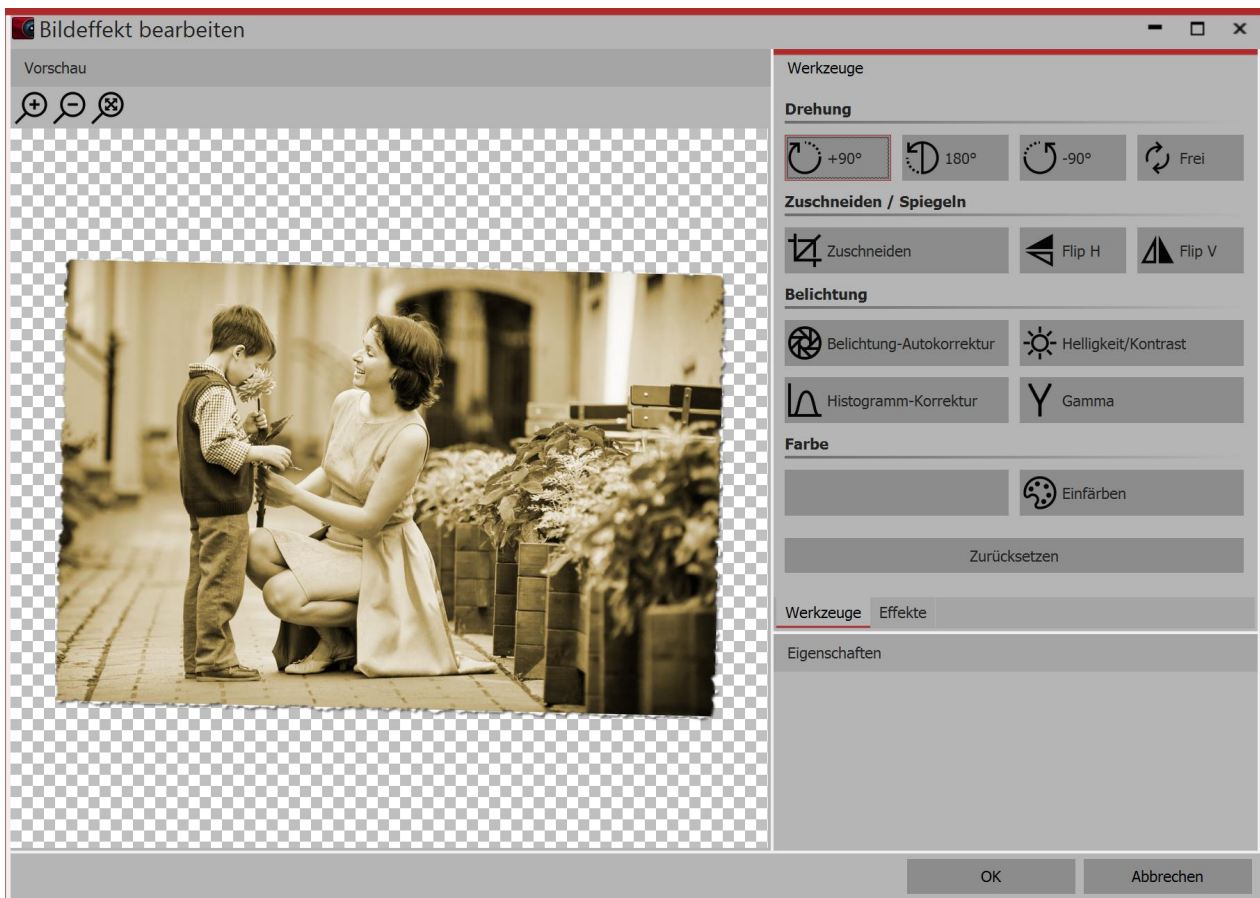 Bildeffekt bearbeiten
Vorschau
Werkzeuge
Drehung
+90° 180° -90° Frei
Zuschneiden / Spiegeln
Zuschneiden Flip H Flip V
Belichtung
Belichtung-Autokorrektur Helligkeit/Kontrast
Histogramm-Korrektur Gamma
Farbe
Einfärben
Zurücksetzen
Werkzeuge Effekte
Eigenschaften
OK Abbrechen